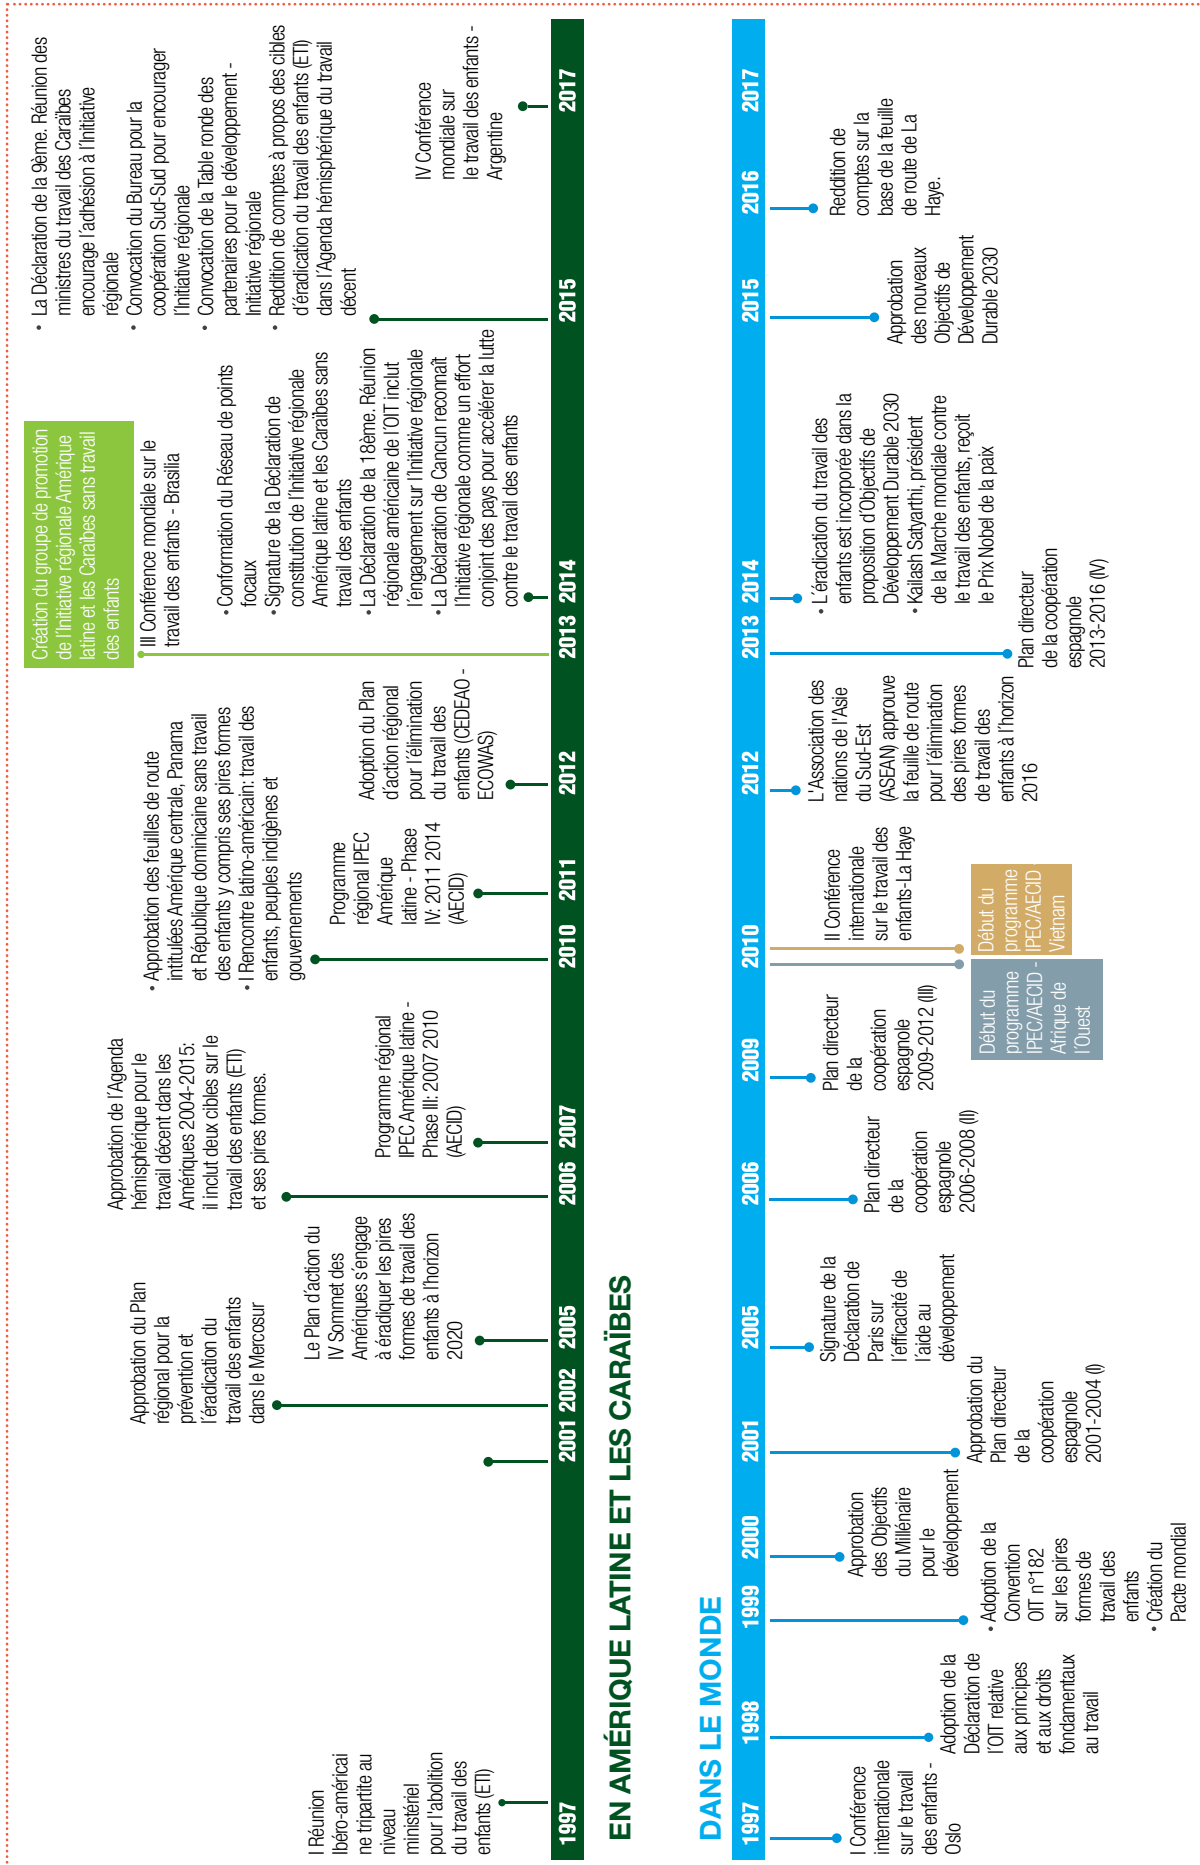 I Réunion
Ibéro-américai
ne tripartite au
niveau
ministériel
pour l'abolition
du travail des
enfants (ETI)
Approbation du Plan
régional pour la
prévention et
l'éradication du
travail des enfants
dans le Mercosur
Le Plan d'action du
IV Sommet des
Amériques s'engage
à éradiquer les pires
formes de travail des
enfants à l'horizon
2020
Approbation de l'Agenda
hémisphérique pour le
travail décent dans les
Amériques 2004-2015:
il inclut deux cibles sur le
travail des enfants (ETI)
et ses pires formes.
Programme régional
IPEC Amérique latine -
Phase III: 2007 2010
(AECID)
• Approbation des feuilles de route
intitulées Amérique centrale, Panama
et République dominicaine sans travail
des enfants y compris ses pires formes
• I Rencontre latino-américain: travail des
enfants, peuples indigènes et
gouvernements
Programme
régional IPEC
Amérique
latine - Phase
IV: 2011 2014
(AECID)
Adoption du Plan
d'action régional
pour l'élimination
du travail des
enfants (CEDEAO -
ECOWAS)
Création du groupe de promotion
de l'Initiative régionale Amérique
latine et les Caraïbes sans travail
des enfants
III Conférence mondiale sur le
travail des enfants - Brasilia
• Conformation du Réseau de points
focaux
• Signature de la Déclaration de
constitution de l'Initiative régionale
Amérique latine et les Caraïbes sans
travail des enfants
• La Déclaration de la 18ème. Réunion
régionale américaine de l'OIT inclut
l'engagement sur l'Initiative régionale
• La Déclaration de Cancun reconnaît
l'Initiative régionale comme un effort
conjoint des pays pour accélérer la lutte
contre le travail des enfants
• La Déclaration de la 9ème. Réunion des
ministres du travail des Caraïbes
encourage l'adhésion à l'Initiative
régionale
• Convocation du Bureau pour la
coopération Sud-Sud pour encourager
l'Initiative régionale
• Convocation de la Table ronde des
partenaires pour le développement -
Initiative régionale
• Reddition de comptes à propos des cibles
d'éradication du travail des enfants (ETI)
dans l'Agenda hémisphérique du travail
décent
IV Conférence
mondiale sur
le travail des enfants -
Argentine
1997 2001 2002 2005 2006 2007 2010 2011 2012 2013 2014 2015 2017
EN AMÉRIQUE LATINE ET LES CARAÏBES
DANS LE MONDE
1997 1998 1999 2000 2001 2005 2006 2009 2010 2012 2013 2014 2015 2016 2017
I Conférence
internationale
sur le travail
des enfants -
Oslo
Adoption de la
Déclaration de
l'OIT relative
aux principes
et aux droits
fondamentaux
au travail
• Adoption de la
Convention
OIT n°182
sur les pires
formes de
travail des
enfants
• Création du
Pacte mondial
Approbation
des Objectifs
du Millénaire
pour le
développement
Approbation du
Plan directeur
de la
coopération
espagnole
2001-2004 (I)
Signature de la
Déclaration de
Paris sur
l'efficacité de
l'aide au
développement
Plan directeur
de la
coopération
espagnole
2006-2008 (II)
Plan directeur
de la
coopération
espagnole
2009-2012 (III)
II Conférence
internationale
sur le travail des
enfants-La Haye
Début du
programme
IPEC/AECID -
Afrique de
l'Ouest
Début du
programme
IPEC/AECID
Vietnam
L'Association des
nations de l'Asie
du Sud-Est
(ASEAN) approuve
la feuille de route
pour l'élimination
des pires formes
de travail des
enfants à l'horizon
2016
Plan directeur
de la coopération
espagnole
2013-2016 (IV)
• L'éradication du travail des
enfants est incorporée dans la
proposition d'Objectifs de
Développement Durable 2030
• Kailash Satyarthi, président
de la Marche mondiale contre
le travail des enfants, reçoit
le Prix Nobel de la paix
Approbation
des nouveaux
Objectifs de
Développement
Durable 2030
Reddition de
comptes sur la
base de la feuille
de route de La
Haye.